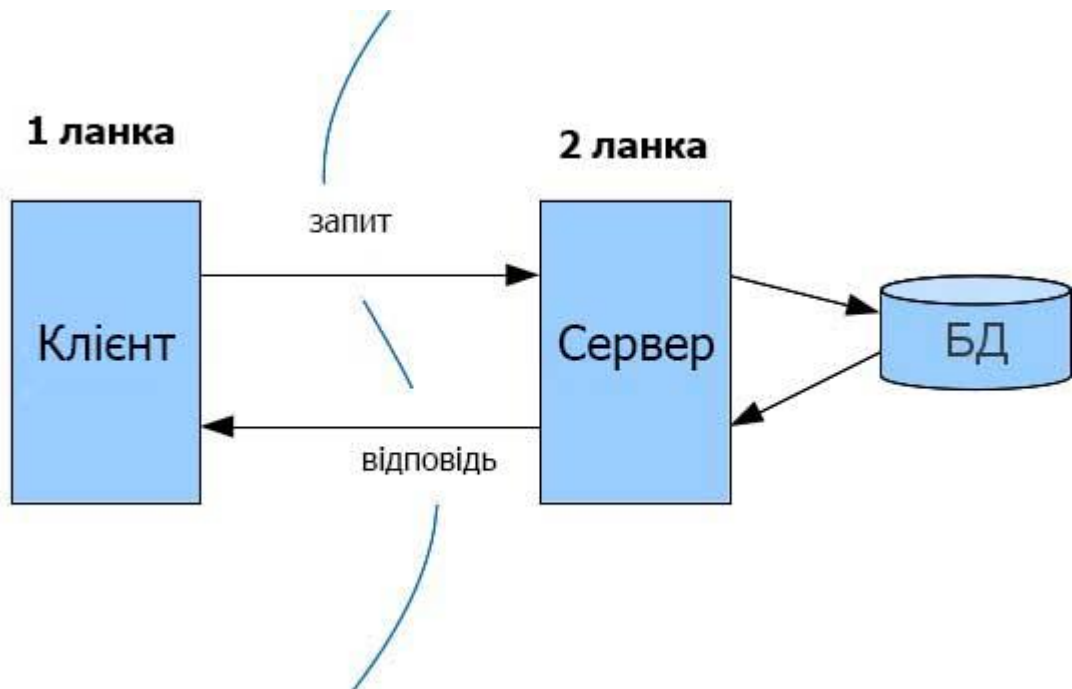 1 ланка
2 ланка
запит
Клієнт
Сервер
БД
відповідь